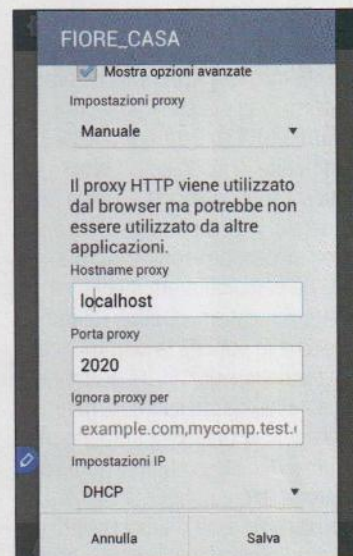 FIORE_CASA
Mostra opzioni avanzate
Impostazioni proxy
Manuale
Il proxy HTTP viene utilizzato
dal browser ma potrebbe non
essere utilizzato da altre
applicazioni.
Hostname proxy
localhost
Porta proxy
2020
Ignora proxy per
example.com,mycomp.test.
Impostazioni IP
DHCP
Annulla Salva